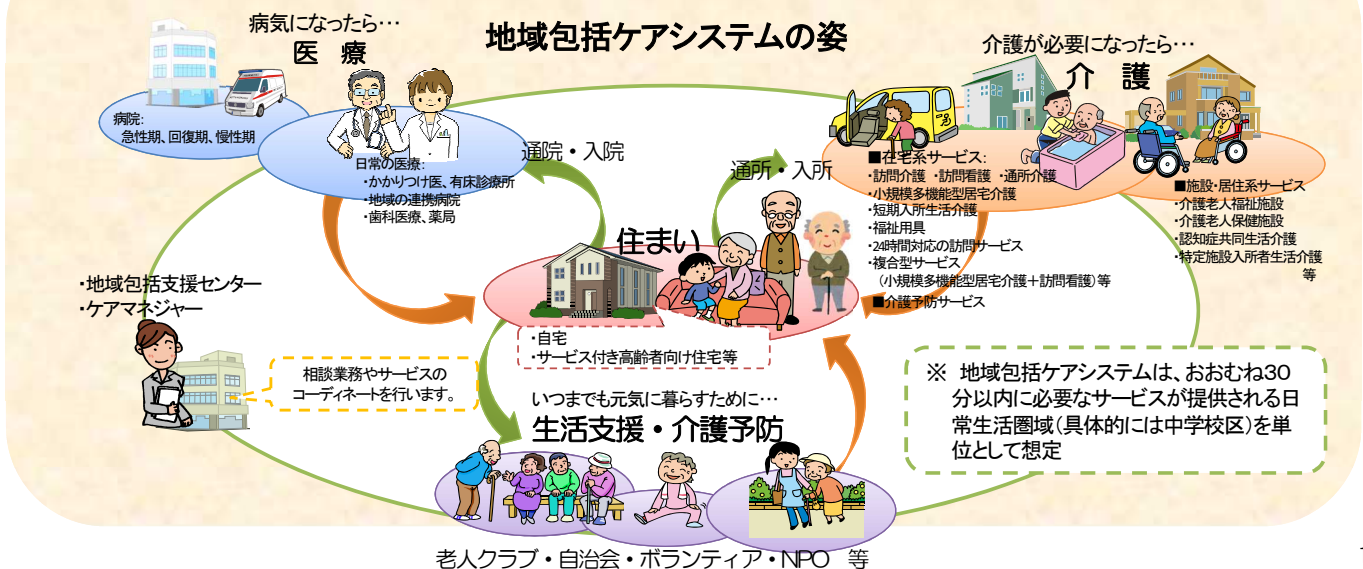 地域包括ケアシステムの姿
病気になったら…
医 療
病院:
急性期、回復期、慢性期
日常の医療:
・かかりつけ医、有床診療所
・地域の連携病院
・歯科医療、薬局
通院・入院
通所・入所
介護が必要になったら…
介 護
■在宅系サービス:
・訪問介護 ・訪問看護 ・通所介護
・小規模多機能型居宅介護
・短期入所生活介護
・福祉用具
・24時間対応の訪問サービス
・複合型サービス
(小規模多機能型居宅介護+訪問看護)等
■介護予防サービス
■施設・居住系サービス
・介護老人福祉施設
・介護老人保健施設
・認知症共同生活介護
・特定施設入所者生活介護
等
住まい
・自宅
・サービス付き高齢者向け住宅等
・地域包括支援センター
・ケアマネジャー
相談業務やサービスの
コーディネートを行います。
いつまでも元気に暮らすために…
生活支援・介護予防
老人クラブ・自治会・ボランティア・NPO 等
※ 地域包括ケアシステムは、おおむね30
分以内に必要なサービスが提供される日
常生活圏域(具体的には中学校区)を単
位として想定